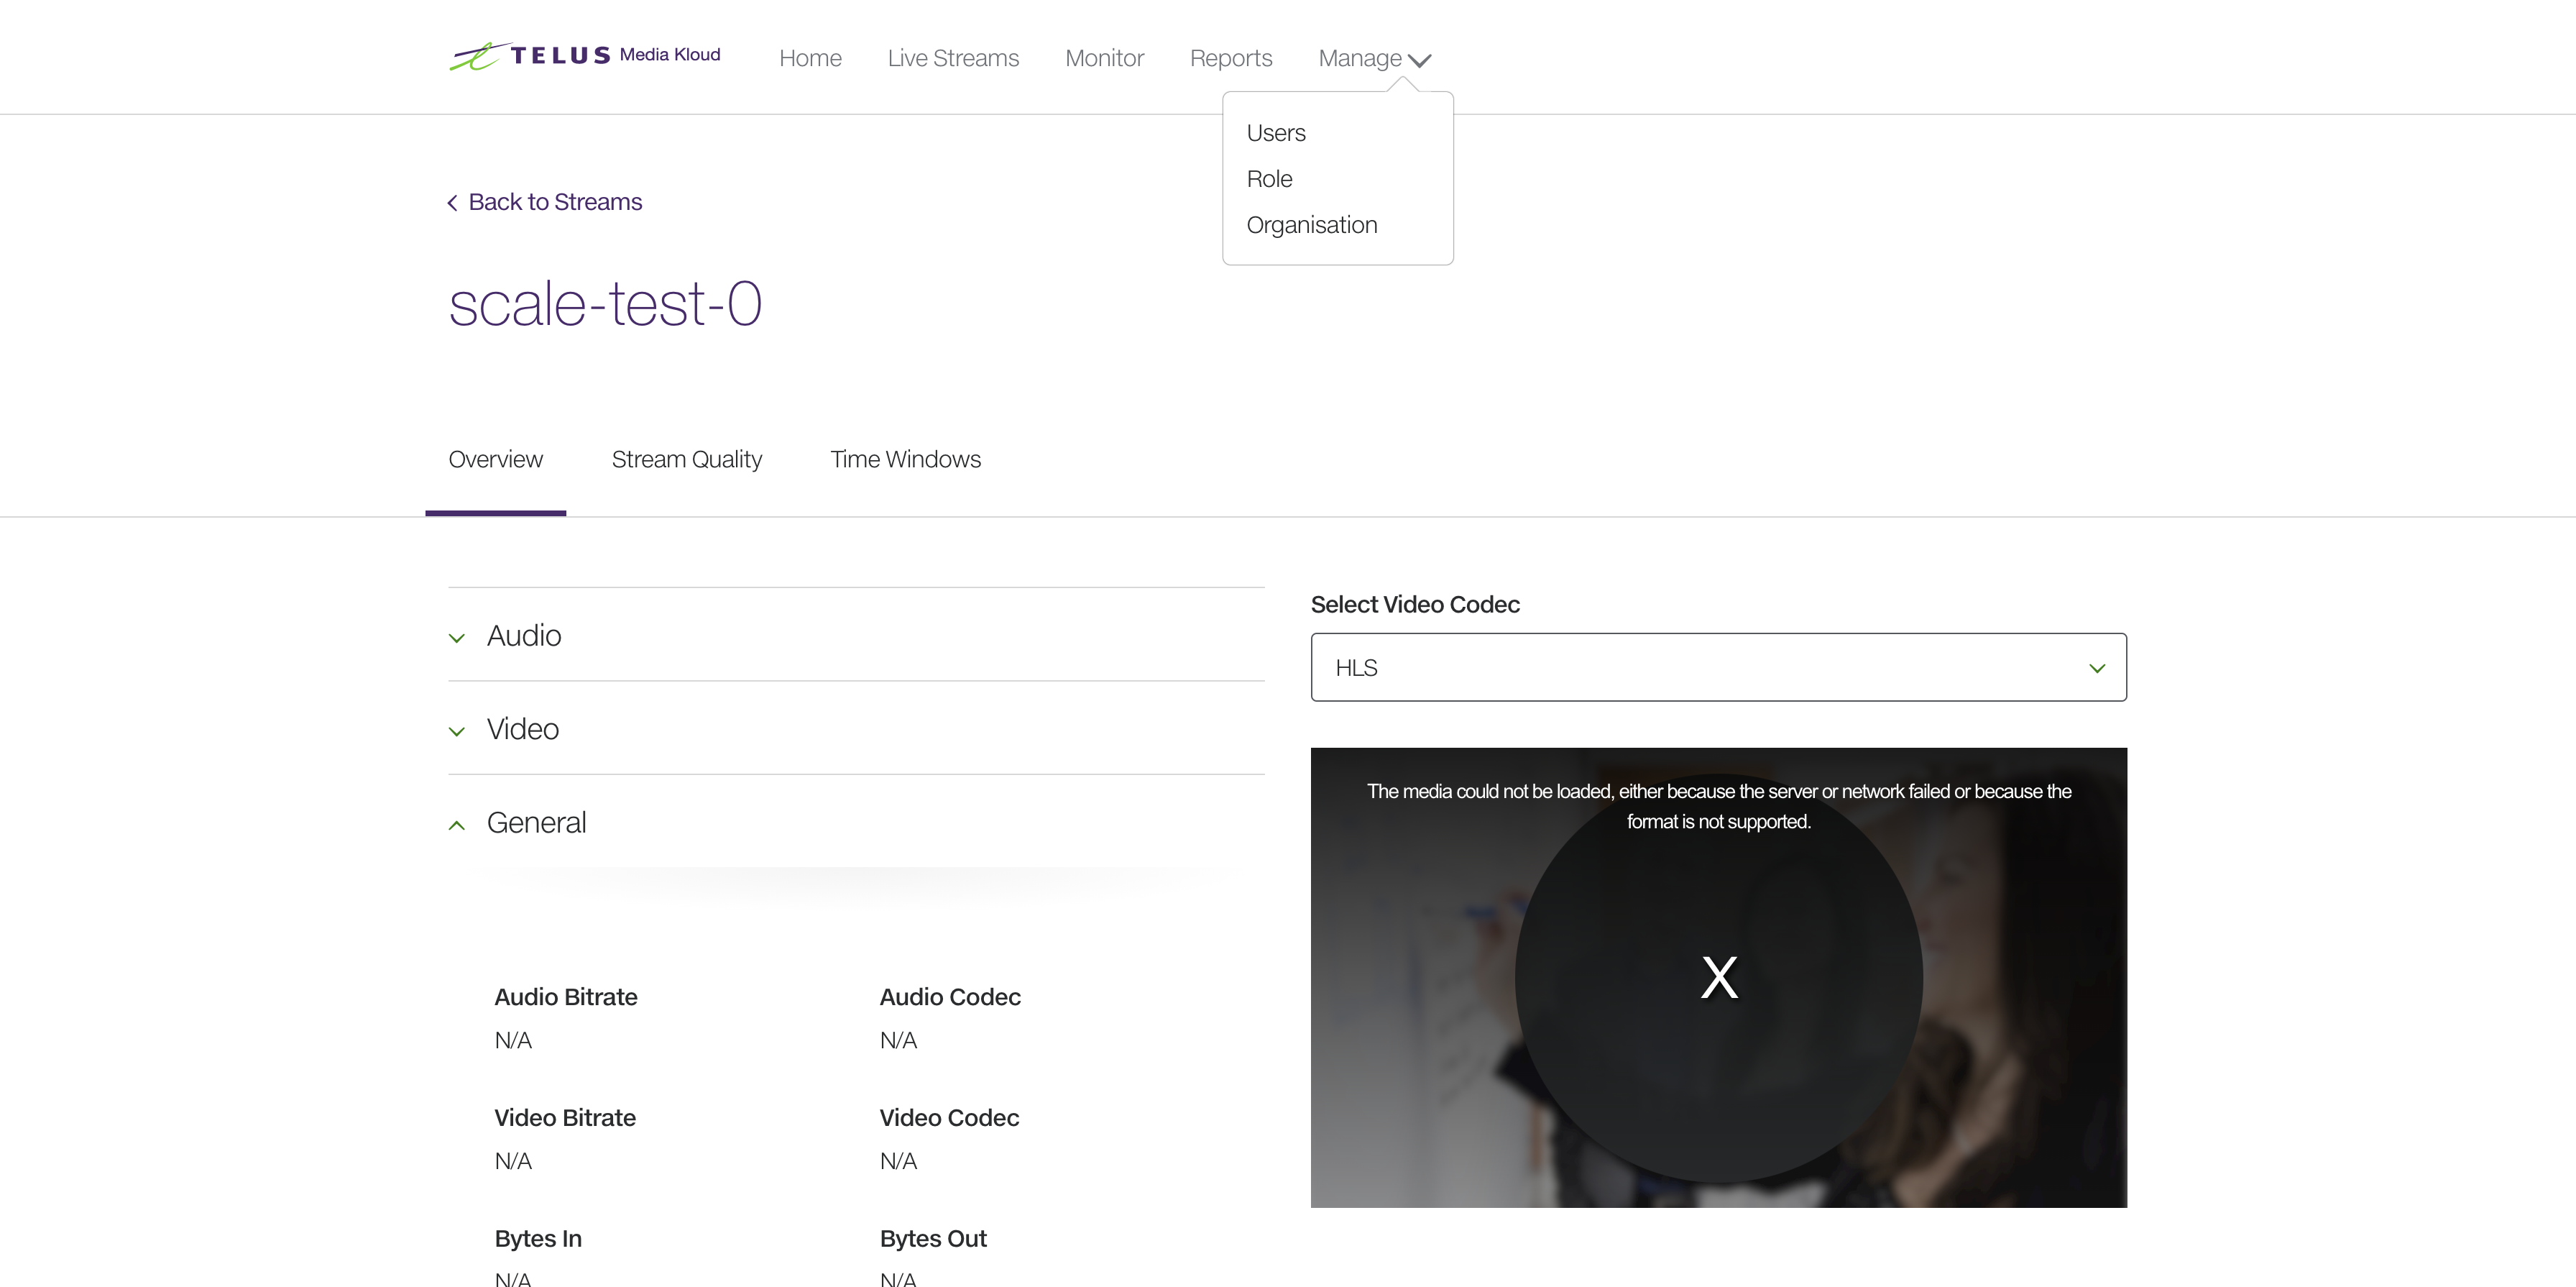 TELUS Media Kloud
Home
Live Streams
Monitor
Reports
Manage
Users
Role
Organisation
Back to Streams
scale-test-0
Overview
Stream Quality
Time Windows
Audio
Video
General
Audio Bitrate
N/A
Audio Codec
N/A
Video Bitrate
N/A
Video Codec
N/A
Bytes In
N/A
Bytes Out
N/A
Select Video Codec
HLS
The media could not be loaded, either because the server or network failed or because the
format is not supported.
X